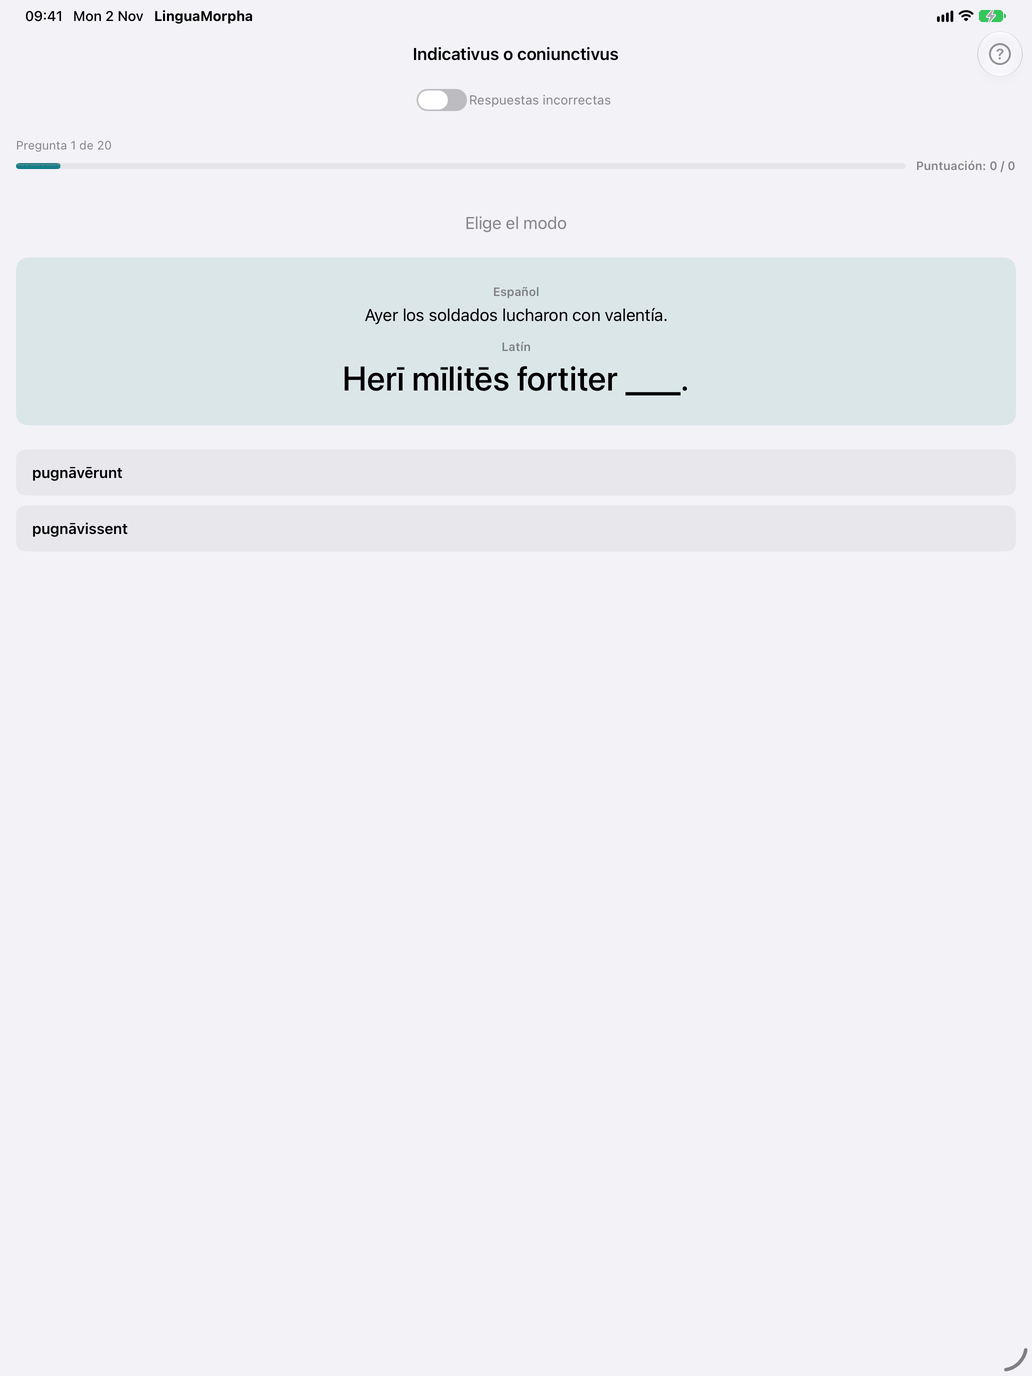 09:41 Mon 2 Nov LinguaMorpha
Indicativus o coniunctivus
?
Respuestas incorrectas
Pregunta 1 de 20
Puntuación: 0 / 0
Elige el modo
Español
Ayer los soldados lucharon con valentía.
Latín
Herī mīlitēs fortiter ____.
pugnāvērunt
pugnāvissent